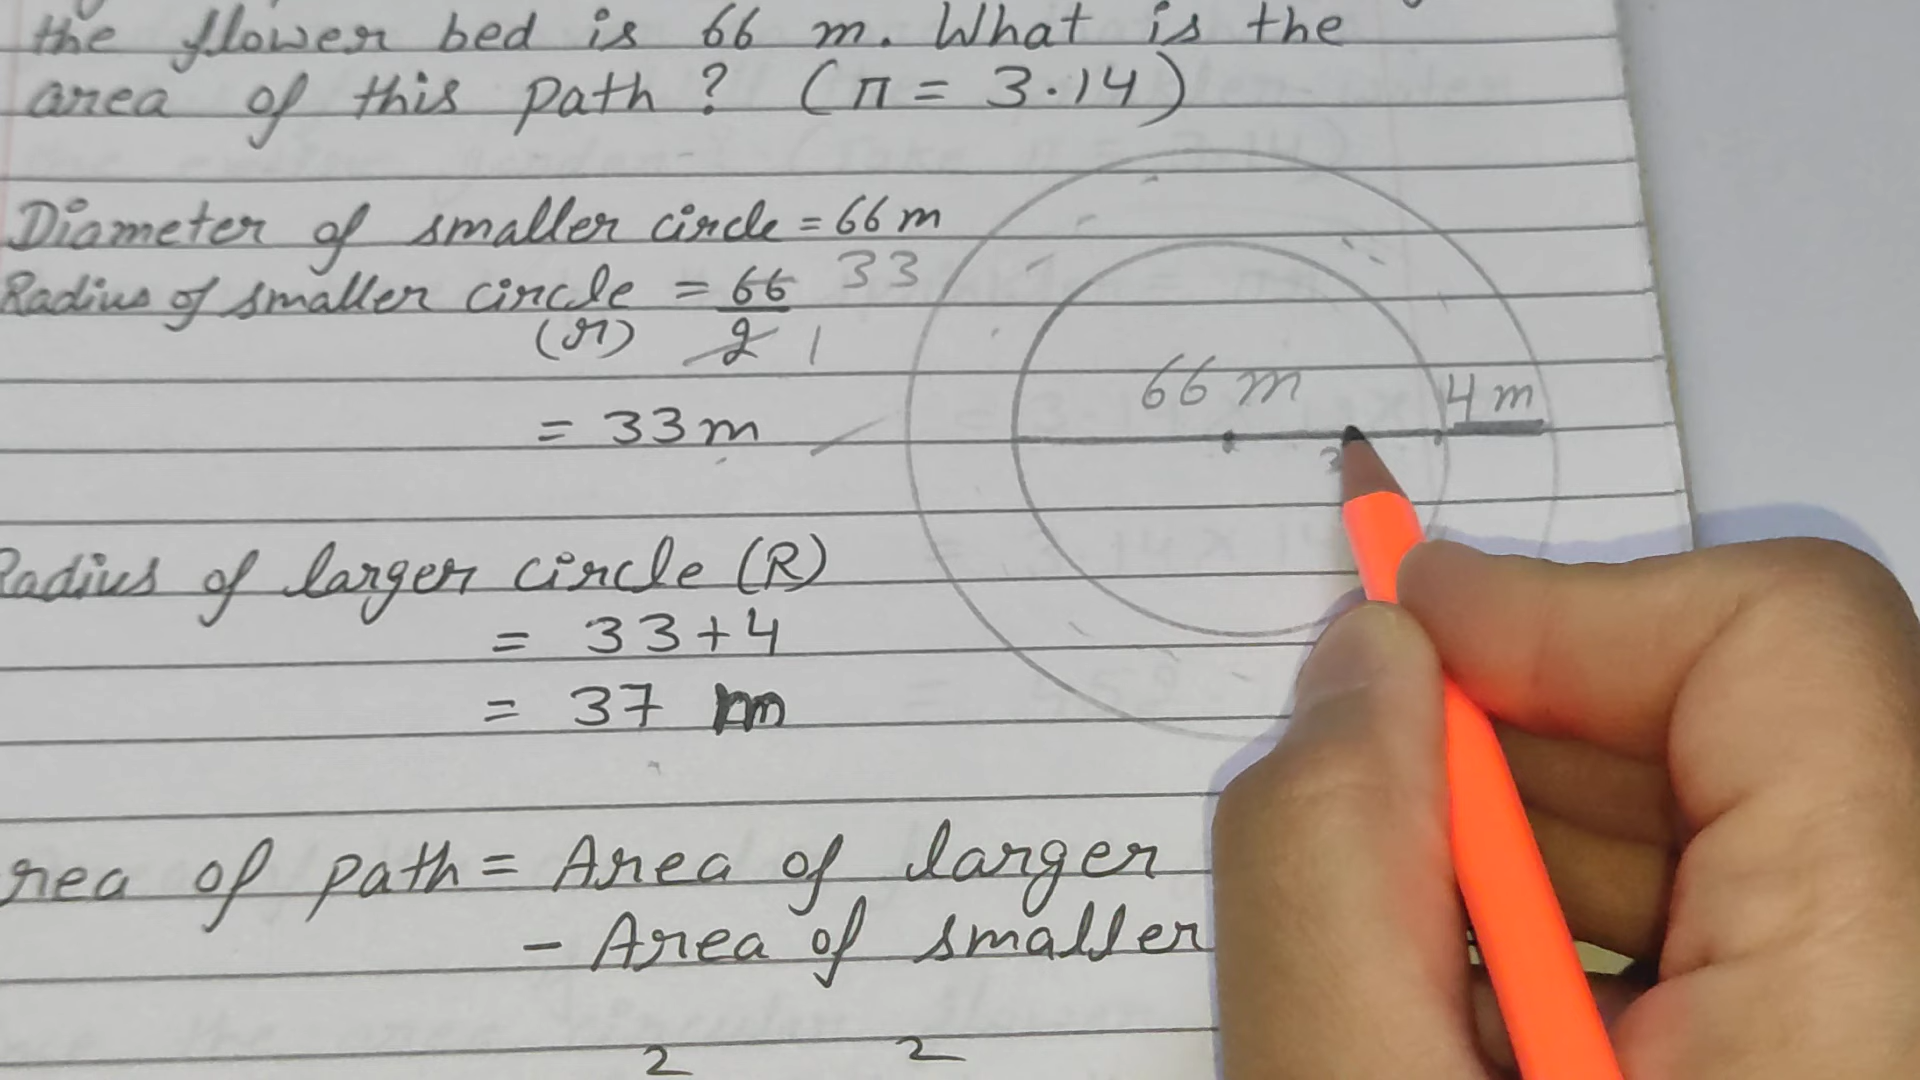 the flower bed is 66 m. What is the
area of this path? (π = 3.14)
Diameter of smaller circle = 66 m
Radius of smaller circle = 66 33
(r) 2 1
= 33 m
66 m 4 m
Radius of larger circle (R)
= 33+4
= 37 m
rea of path = Area of larger
- Area of smaller
2 2